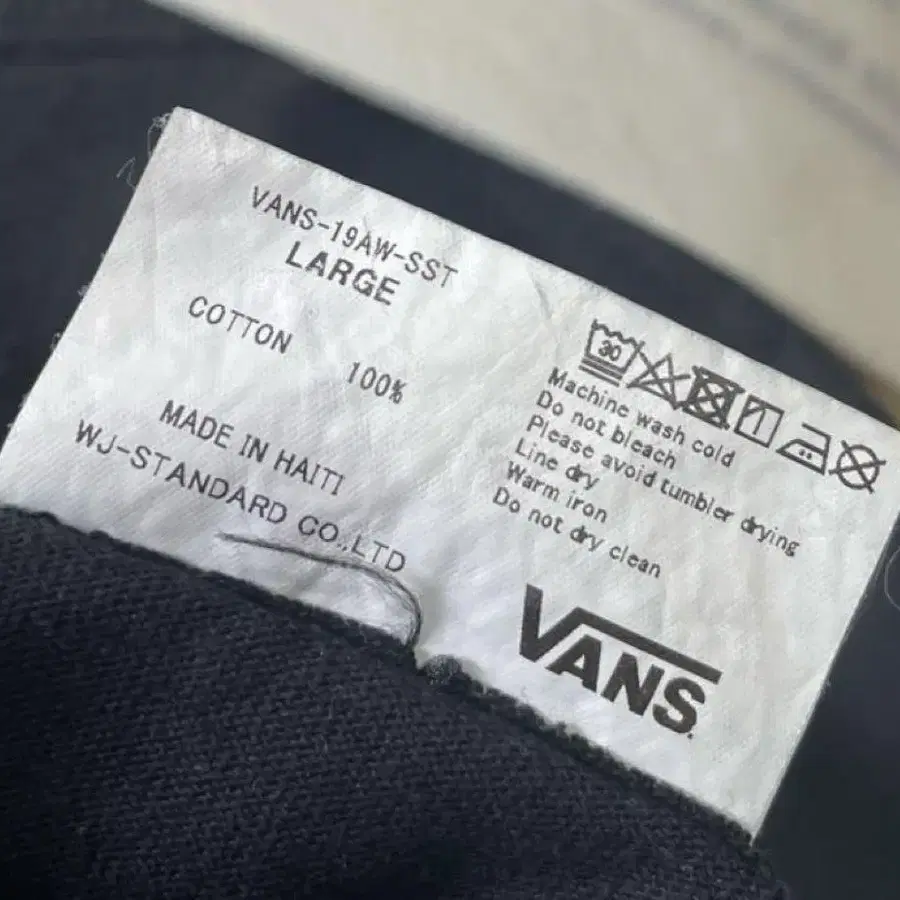 VANS-19AW-SST
LARGE
COTTON
100%
MADE IN HAITI
WJ-STANDARD CO.,LTD
30
Machine wash cold
Do not bleach
Please avoid tumbler drying
Line dry
Warm iron
Do not dry clean
VANS